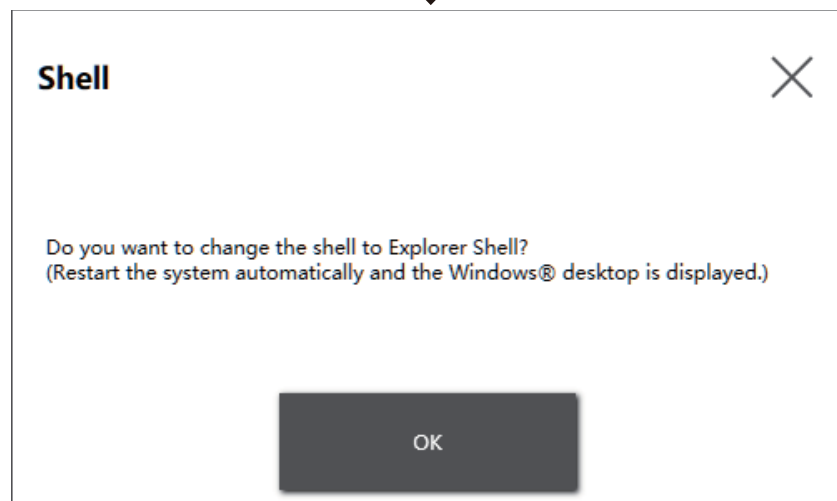 Shell
Do you want to change the shell to Explorer Shell?
(Restart the system automatically and the Windows® desktop is displayed.)
OK